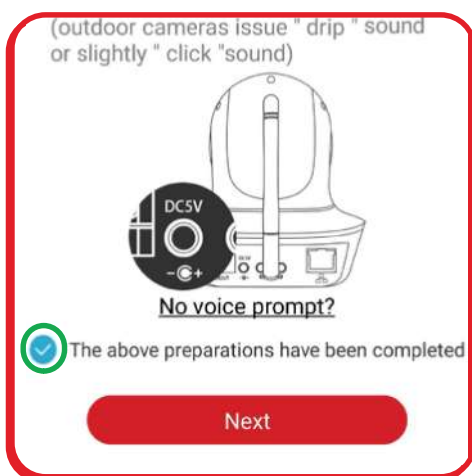 (outdoor cameras issue " drip " sound
or slightly " click "sound)
DC5V
No voice prompt?
The above preparations have been completed
Next